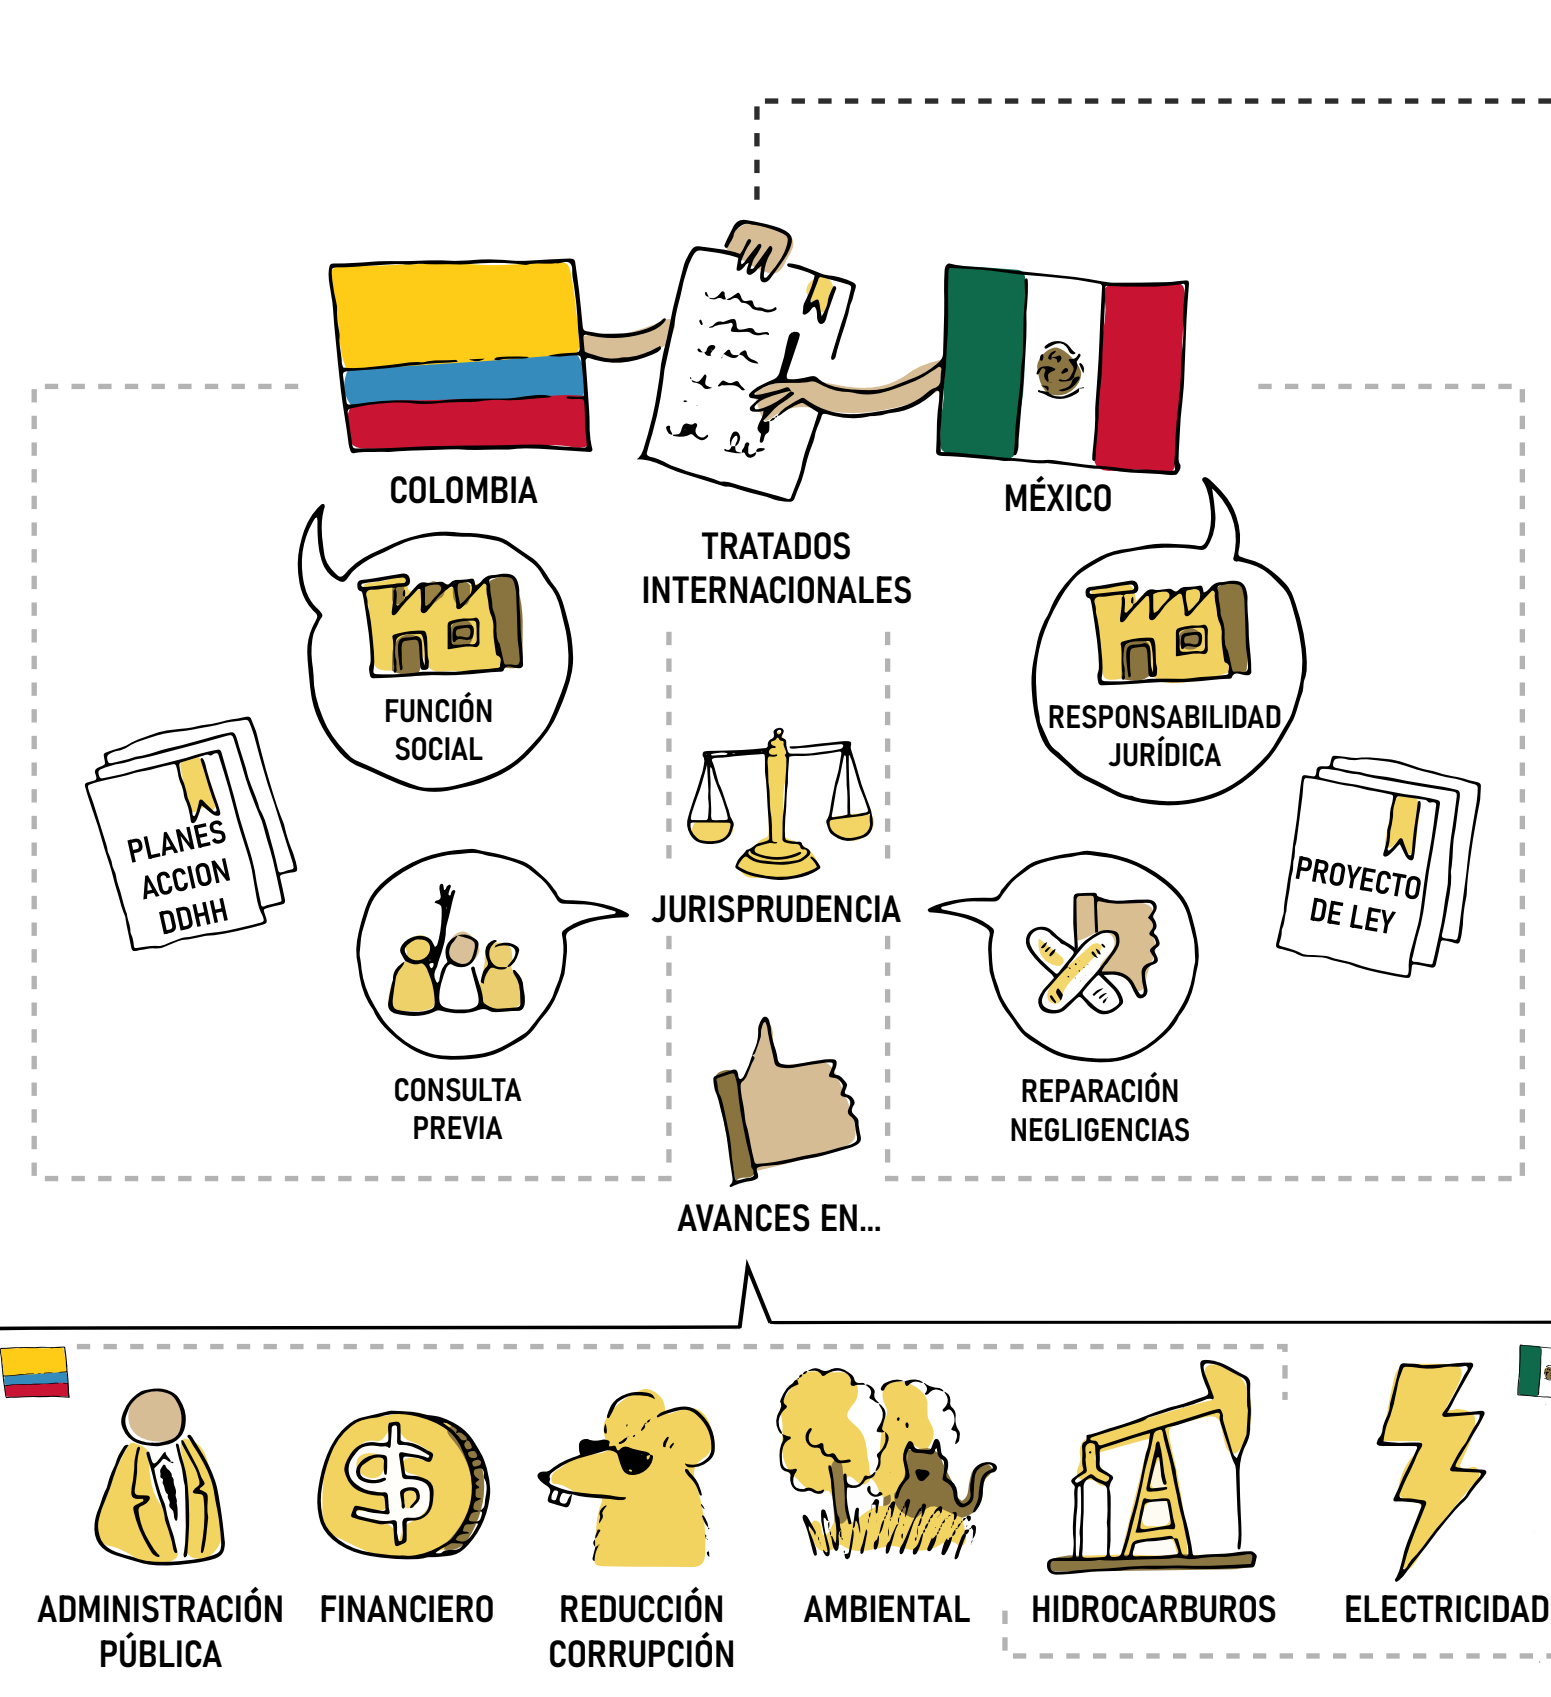 COLOMBIA
MÉXICO
TRATADOS
INTERNACIONALES
FUNCIÓN
SOCIAL
RESPONSABILIDAD
JURÍDICA
PLANES
ACCION
DDHH
PROYECTO
DE LEY
JURISPRUDENCIA
CONSULTA
PREVIA
REPARACIÓN
NEGLIGENCIAS
AVANCES EN...
ADMINISTRACIÓN
PÚBLICA
FINANCIERO
REDUCCIÓN
CORRUPCIÓN
AMBIENTAL
HIDROCARBUROS
ELECTRICIDAD